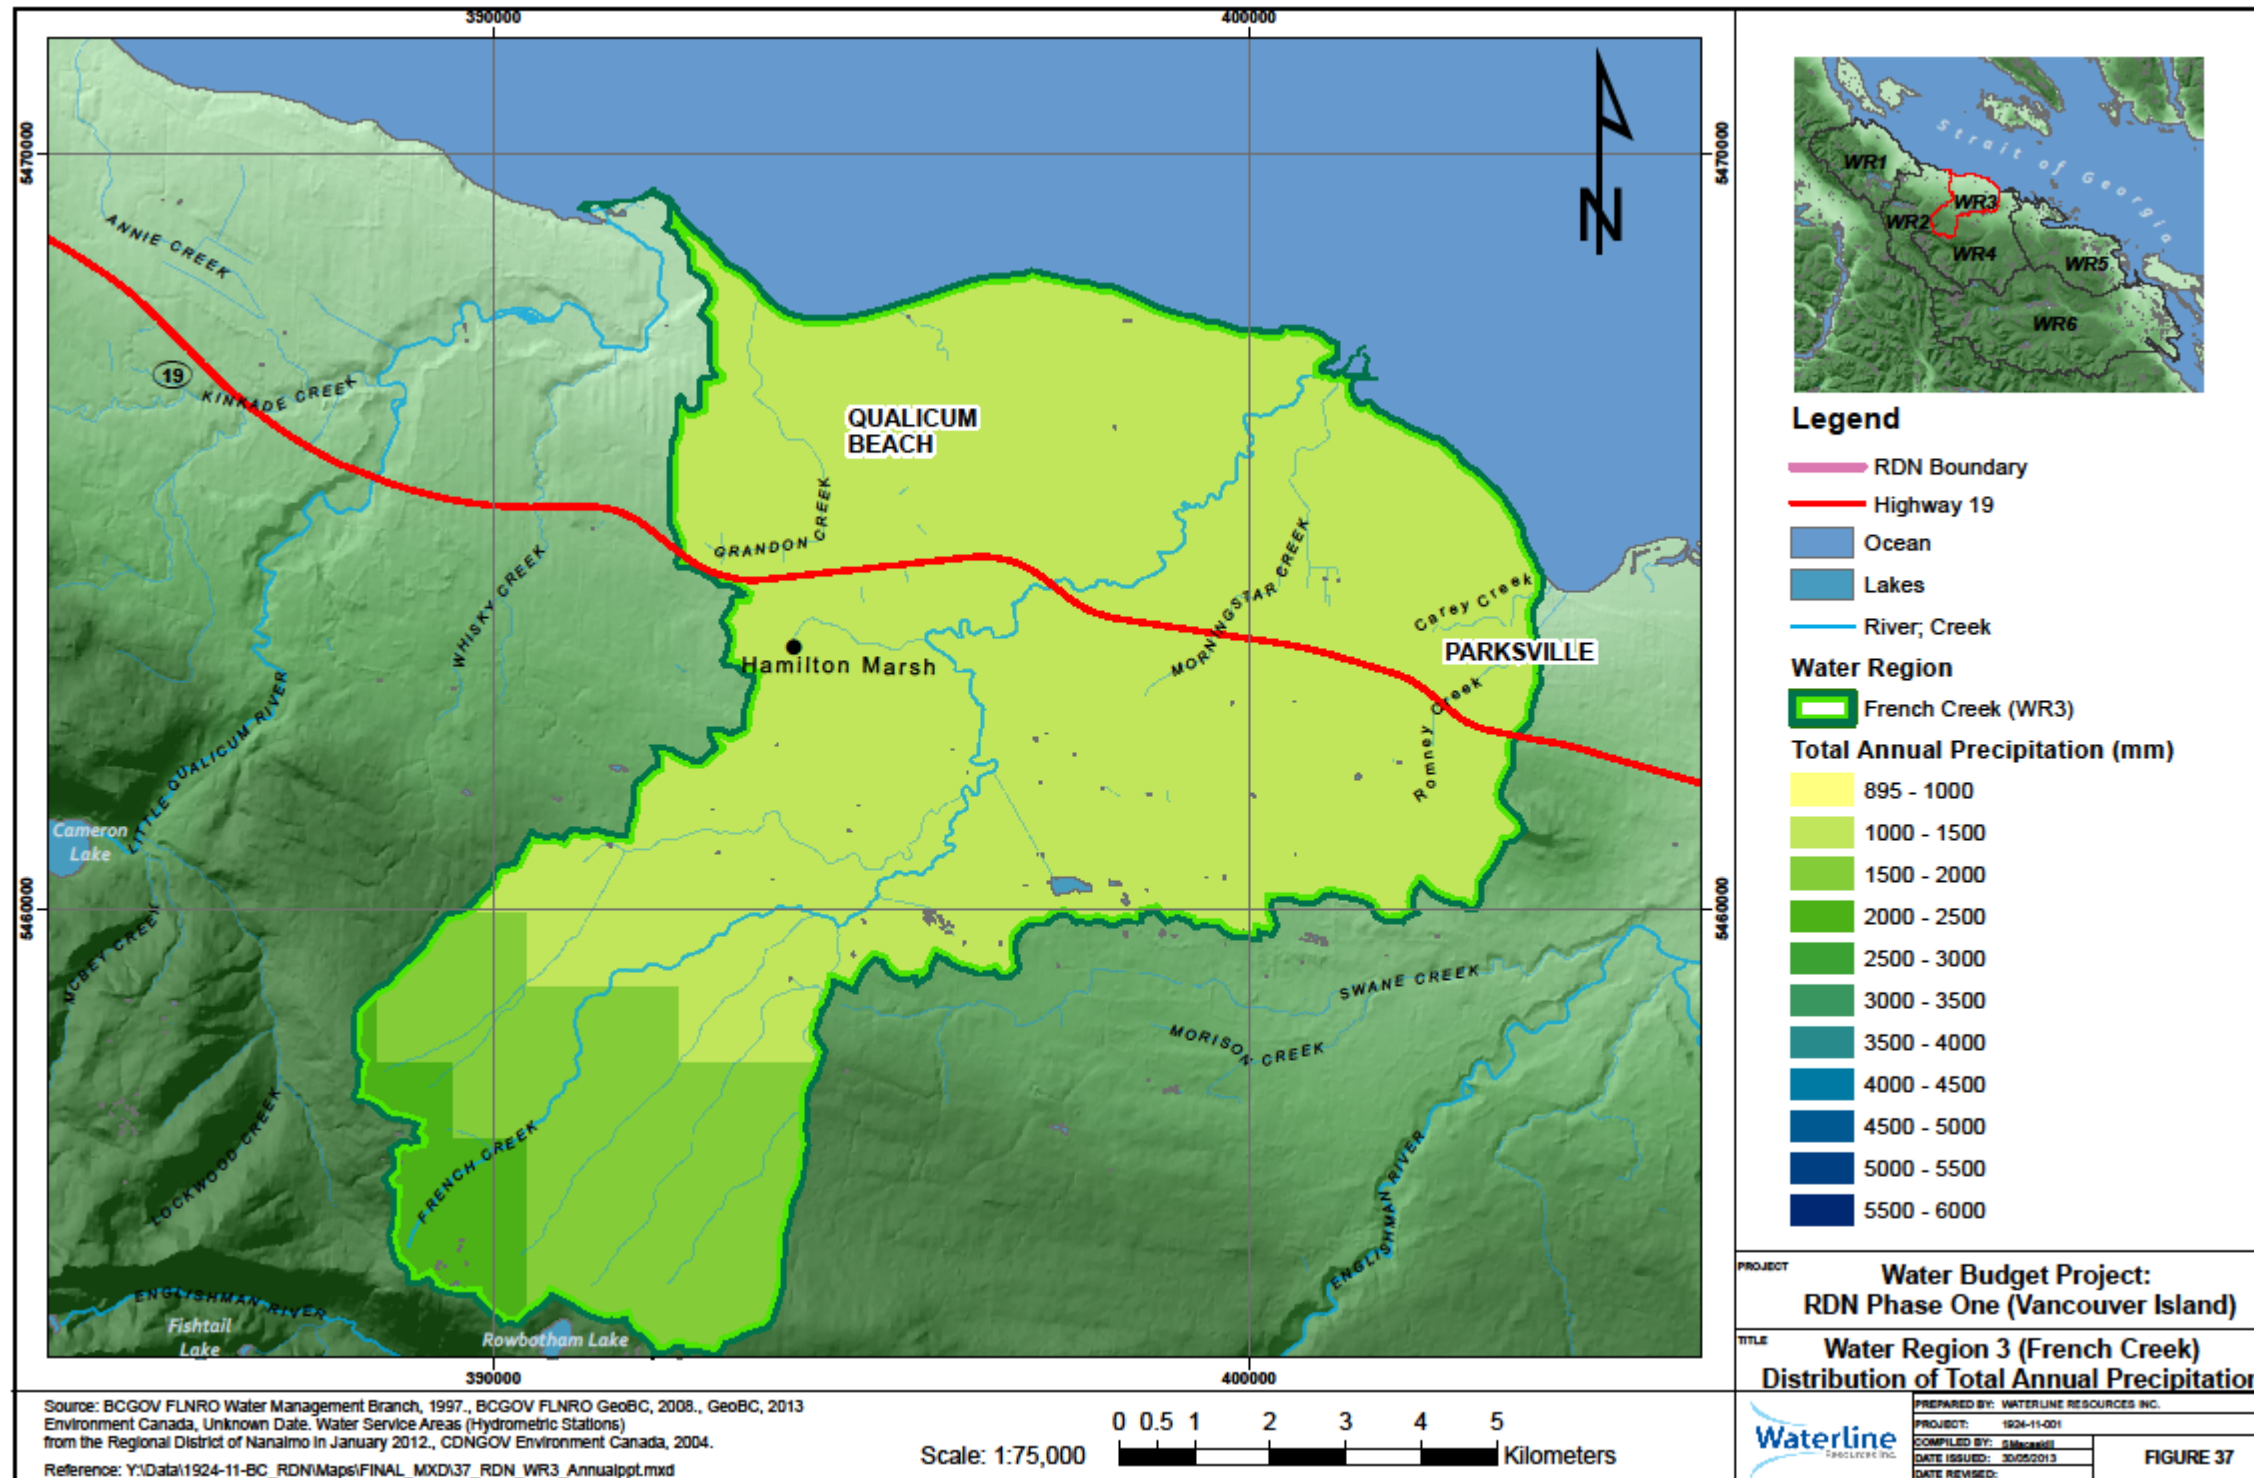 390000
400000
5470000
5470000
5460000
5460000
390000
400000
ANNIE CREEK
19
KINKADE CREEK
WHISKY CREEK
LITTLE QUALICUM RIVER
Cameron
Lake
MCBEY CREEK
LOCKWOOD CREEK
ENGLISHMAN RIVER
Fishtail
Lake
Rowbotham Lake
FRENCH CREEK
QUALICUM
BEACH
GRANDON CREEK
Hamilton Marsh
MORNINGSTAR CREEK
Carey Creek
PARKSVILLE
Romney Creek
SWANE CREEK
MORISON CREEK
ENGLISHMAN RIVER
N
Strait of Georgia
WR1
WR2
WR3
WR4
WR5
WR6
Legend
RDN Boundary
Highway 19
Ocean
Lakes
River; Creek
Water Region
French Creek (WR3)
Total Annual Precipitation (mm)
895 - 1000
1000 - 1500
1500 - 2000
2000 - 2500
2500 - 3000
3000 - 3500
3500 - 4000
4000 - 4500
4500 - 5000
5000 - 5500
5500 - 6000
PROJECT
Water Budget Project:
RDN Phase One (Vancouver Island)
TITLE
Water Region 3 (French Creek)
Distribution of Total Annual Precipitation
Waterline
Resources Inc.
PREPARED BY: WATERLINE RESOURCES INC.
PROJECT: 1924-11-001
COMPILED BY:
DATE ISSUED: 30/05/2013
DATE REVISED:
FIGURE 37
Source: BCGOV FLNRO Water Management Branch, 1997., BCGOV FLNRO GeoBC, 2008., GeoBC, 2013
Environment Canada, Unknown Date. Water Service Areas (Hydrometric Stations)
from the Regional District of Nanaimo in January 2012., CDNGOV Environment Canada, 2004.
Reference: Y:\Data\1924-11-BC_RDN\Maps\FINAL_MXD\37_RDN_WR3_Annualppt.mxd
Scale: 1:75,000
0 0.5 1 2 3 4 5
Kilometers